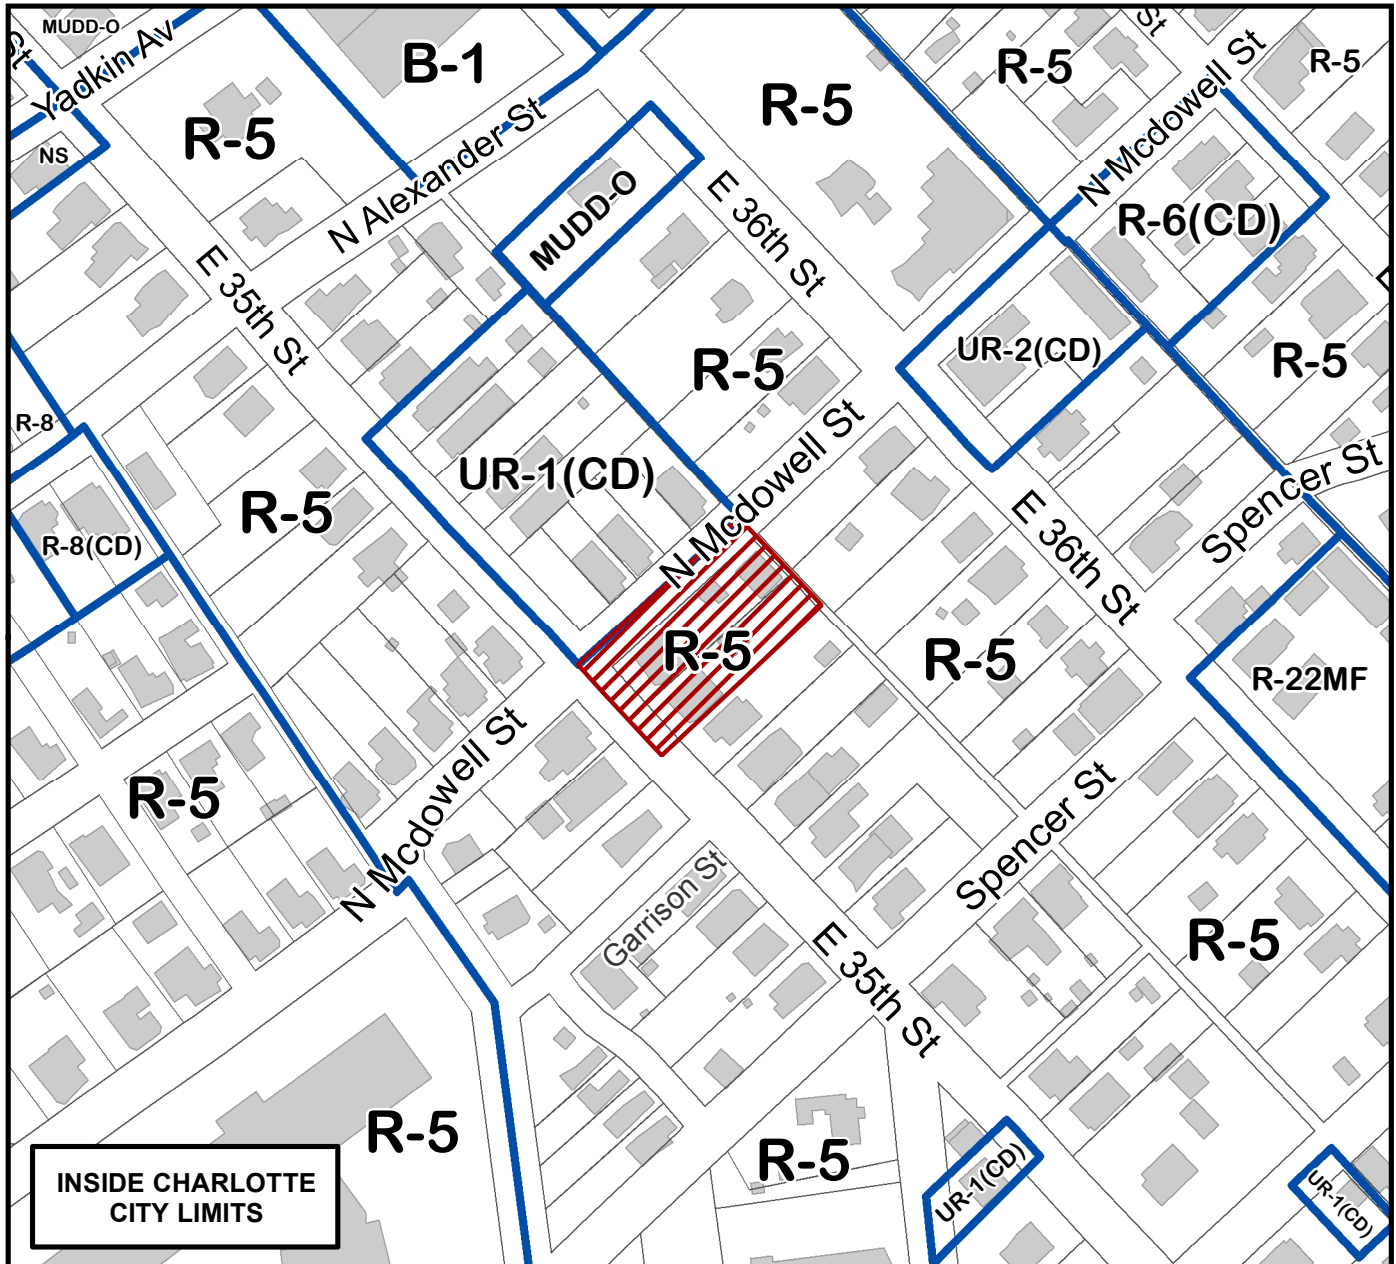 MUDD-O
St
Yadkin Av
B-1
St
N Mcdowell St
R-5
R-5
R-5
R-5
NS
N Alexander St
MUDD-O
E 36th St
R-6(CD)
E 35th St
UR-2(CD)
R-5
R-5
R-8
N Mcdowell St
UR-1(CD)
Spencer St
R-5
R-8(CD)
E 36th St
R-5
R-5
R-22MF
R-5
N Mcdowell St
Spencer St
Garrison St
R-5
E 35th St
R-5
R-5
UR-1(CD)
UR-1(CD)
INSIDE CHARLOTTE
CITY LIMITS